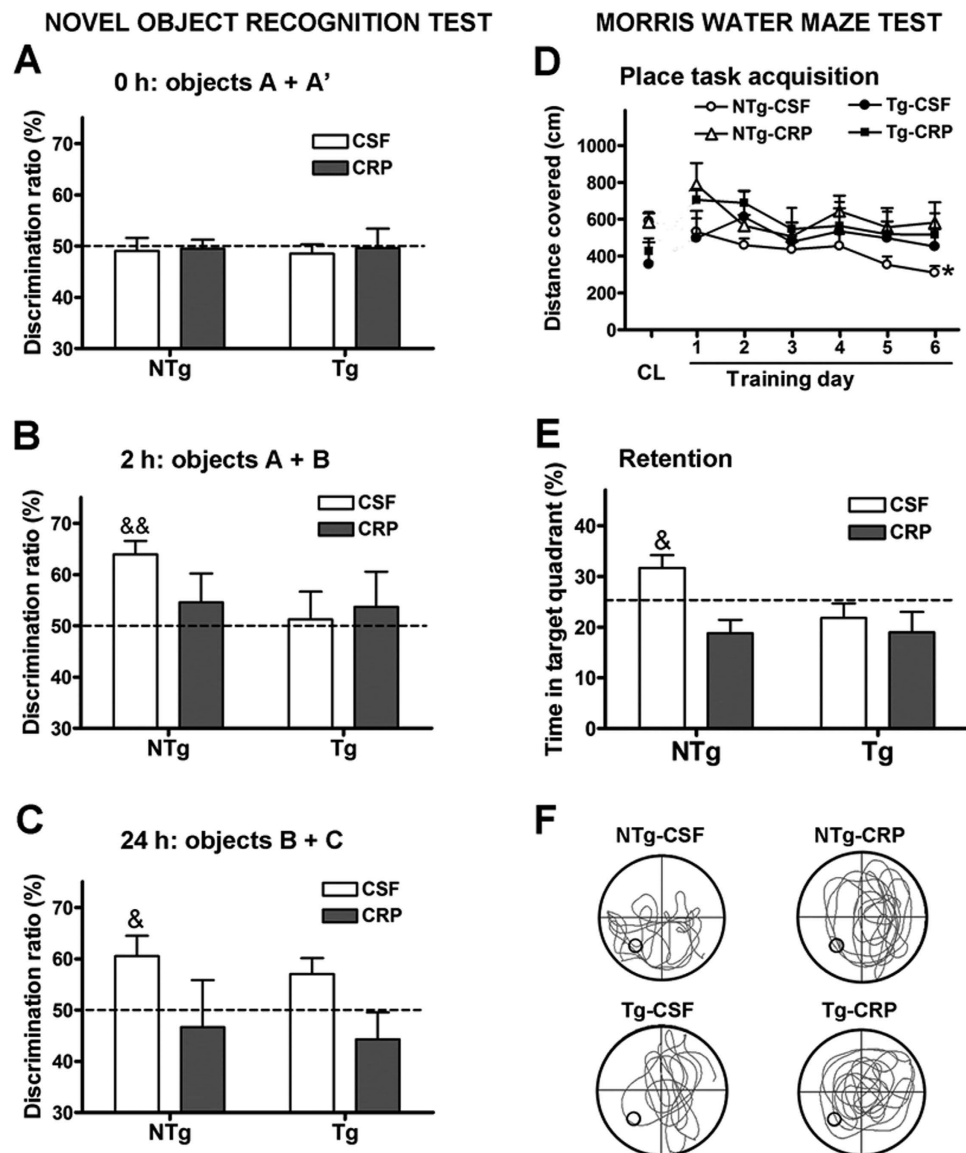 NOVEL OBJECT RECOGNITION TEST
A
0 h: objects A + A’
Discrimination ratio (%)
70
60
50
40
30
CSF
CRP
NTg
Tg
B
2 h: objects A + B
Discrimination ratio (%)
70
60
50
40
30
&&
CSF
CRP
NTg
Tg
C
24 h: objects B + C
Discrimination ratio (%)
70
60
50
40
30
&
CSF
CRP
NTg
Tg
MORRIS WATER MAZE TEST
D
Place task acquisition
NTg-CSF
Tg-CSF
NTg-CRP
Tg-CRP
Distance covered (cm)
1000
800
600
400
200
0
*
1 2 3 4 5 6
CL
Training day
E
Retention
Time in target quadrant (%)
40
30
20
10
0
&
CSF
CRP
NTg
Tg
F
NTg-CSF
NTg-CRP
Tg-CSF
Tg-CRP